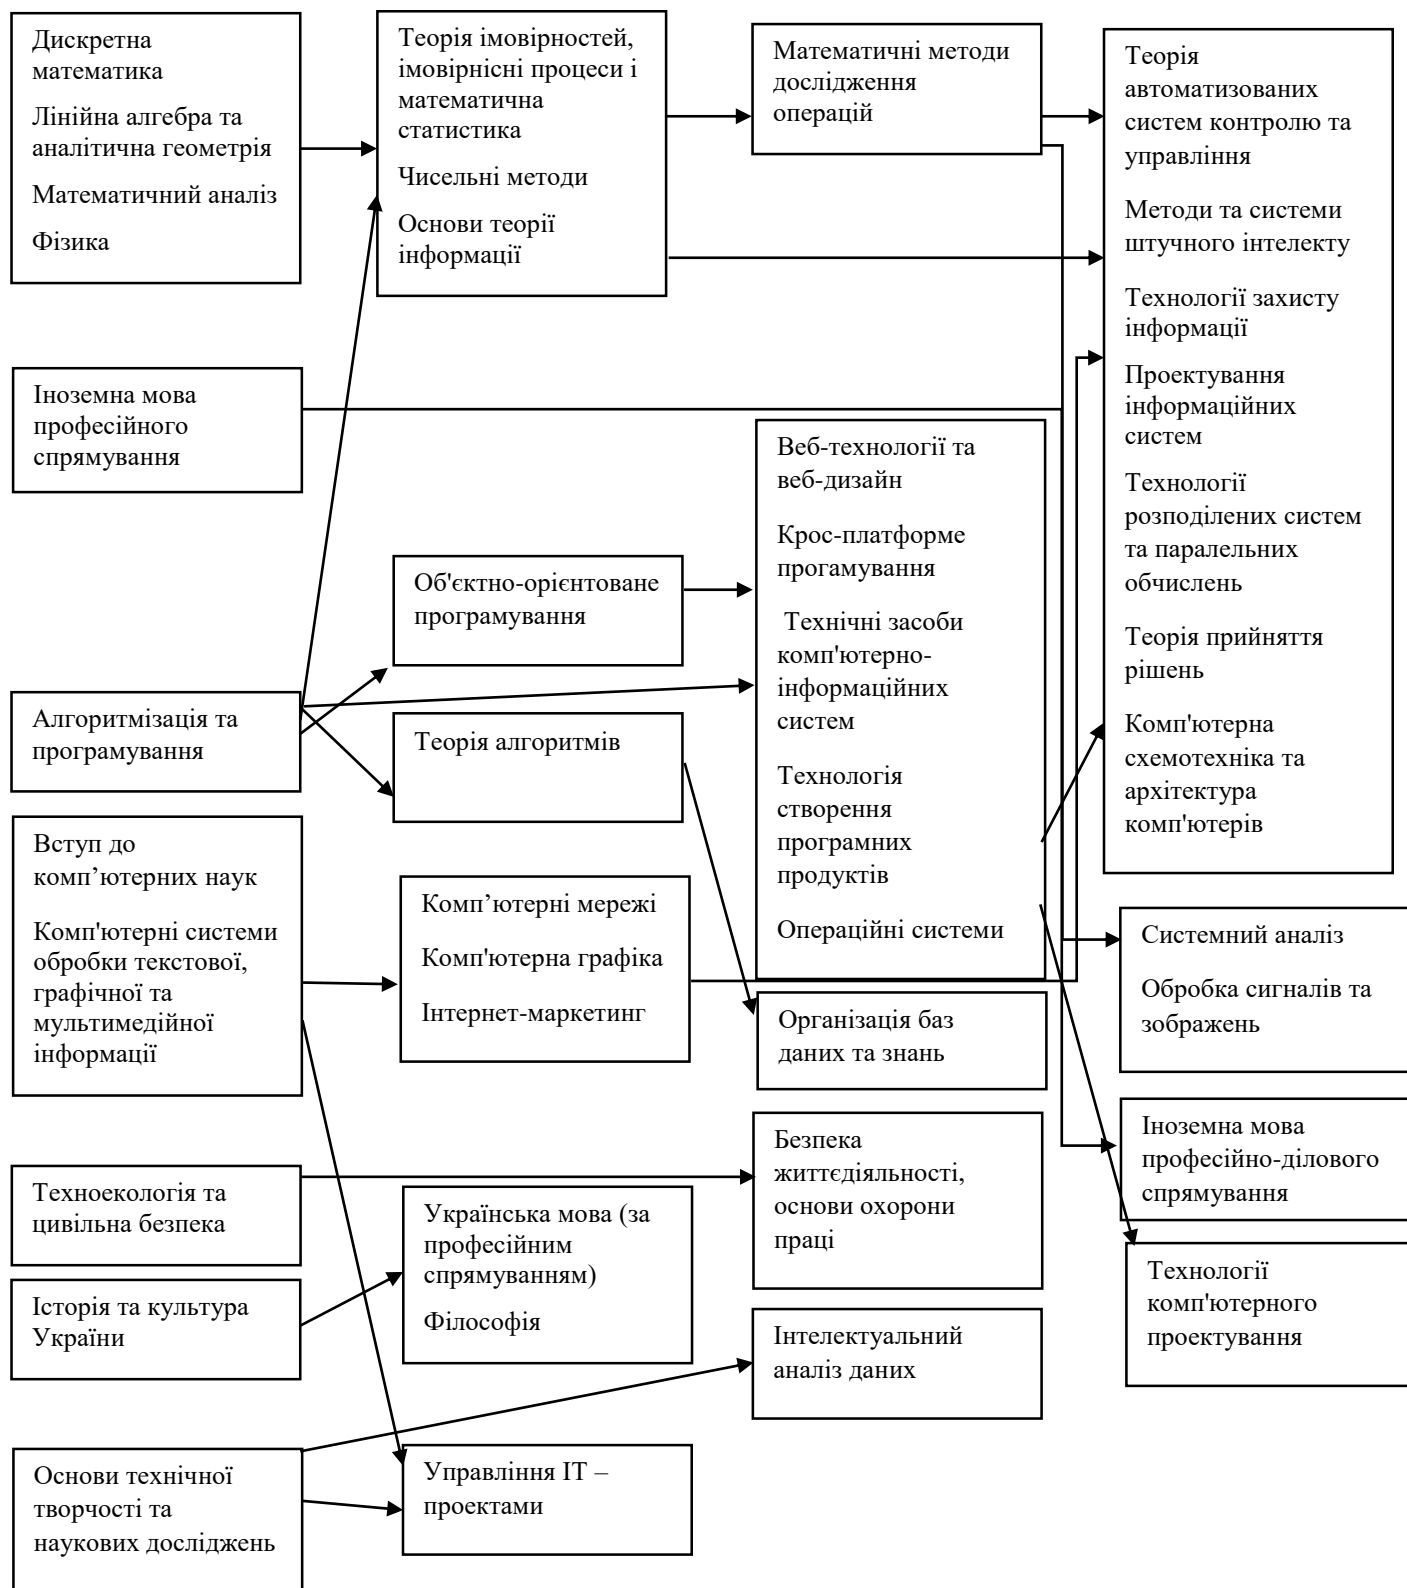 Дискретна
математика
Лінійна алгебра та
аналітична геометрія
Математичний аналіз
Фізика
Теорія імовірностей,
імовірнісні процеси і
математична
статистика
Чисельні методи
Основи теорії
інформації
Математичні методи
дослідження
операцій
Теорія
автоматизованих
систем контролю та
управління
Методи та системи
штучного інтелекту
Технології захисту
інформації
Проектування
інформаційних
систем
Технології
розподілених систем
та паралельних
обчислень
Теорія прийняття
рішень
Комп'ютерна
схемотехніка та
архітектура
комп'ютерів
Іноземна мова
професійного
спрямування
Веб-технології та
веб-дизайн
Крос-платформе
прогамування
Технічні засоби
комп'ютерно-
інформаційних
систем
Технологія
створення
програмних
продуктів
Операційні системи
Об'єктно-орієнтоване
програмування
Алгоритмізація та
програмування
Теорія алгоритмів
Вступ до
комп’ютерних наук
Комп'ютерні системи
обробки текстової,
графічної та
мультимедійної
інформації
Комп’ютерні мережі
Комп'ютерна графіка
Інтернет-маркетинг
Організація баз
даних та знань
Системний аналіз
Обробка сигналів та
зображень
Іноземна мова
професійно-ділового
спрямування
Технології
комп'ютерного
проектування
Техноекологія та
цивільна безпека
Безпека
життєдіяльності,
основи охорони
праці
Українська мова (за
професійним
спрямуванням)
Філософія
Історія та культура
України
Інтелектуальний
аналіз даних
Основи технічної
творчості та
наукових досліджень
Управління ІТ –
проектами